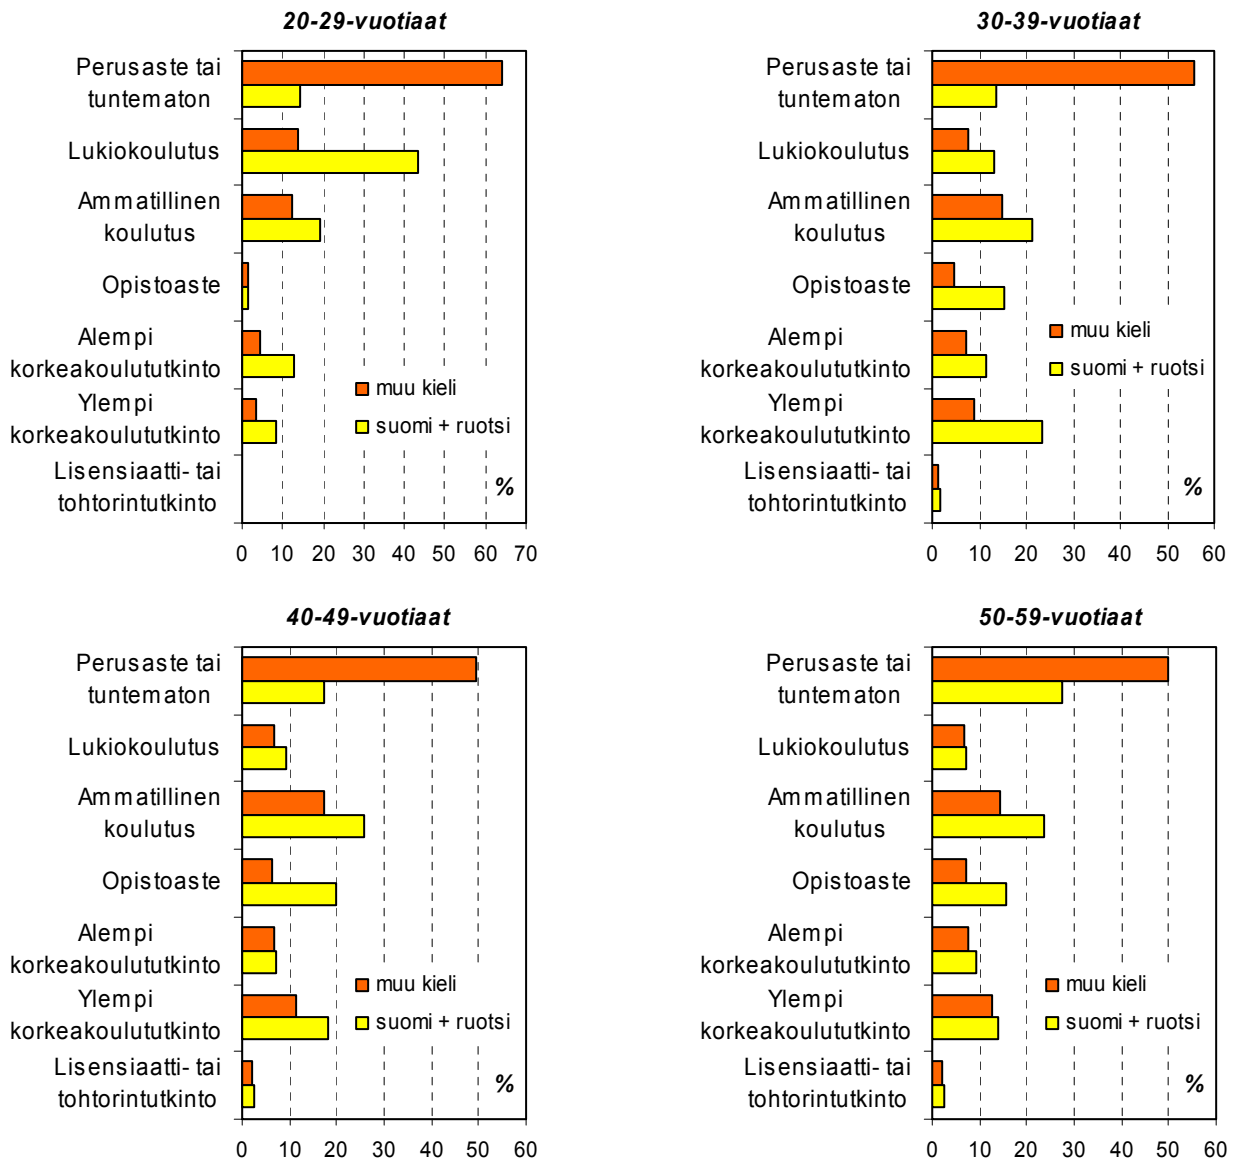 20-29-vuotiaat
Perusaste tai
tuntematon
Lukiokoulutus
Ammatillinen
koulutus
Opistoaste
Alempi
korkeakoulututkinto
Ylempi
korkeakoulututkinto
Lisensiaatti- tai
tohtorintutkinto
muu kieli
suomi + ruotsi
%
0 10 20 30 40 50 60 70
30-39-vuotiaat
Perusaste tai
tuntematon
Lukiokoulutus
Ammatillinen
koulutus
Opistoaste
Alempi
korkeakoulututkinto
Ylempi
korkeakoulututkinto
Lisensiaatti- tai
tohtorintutkinto
muu kieli
suomi + ruotsi
%
0 10 20 30 40 50 60
40-49-vuotiaat
Perusaste tai
tuntematon
Lukiokoulutus
Ammatillinen
koulutus
Opistoaste
Alempi
korkeakoulututkinto
Ylempi
korkeakoulututkinto
Lisensiaatti- tai
tohtorintutkinto
muu kieli
suomi + ruotsi
%
0 10 20 30 40 50 60
50-59-vuotiaat
Perusaste tai
tuntematon
Lukiokoulutus
Ammatillinen
koulutus
Opistoaste
Alempi
korkeakoulututkinto
Ylempi
korkeakoulututkinto
Lisensiaatti- tai
tohtorintutkinto
muu kieli
suomi + ruotsi
%
0 10 20 30 40 50 60